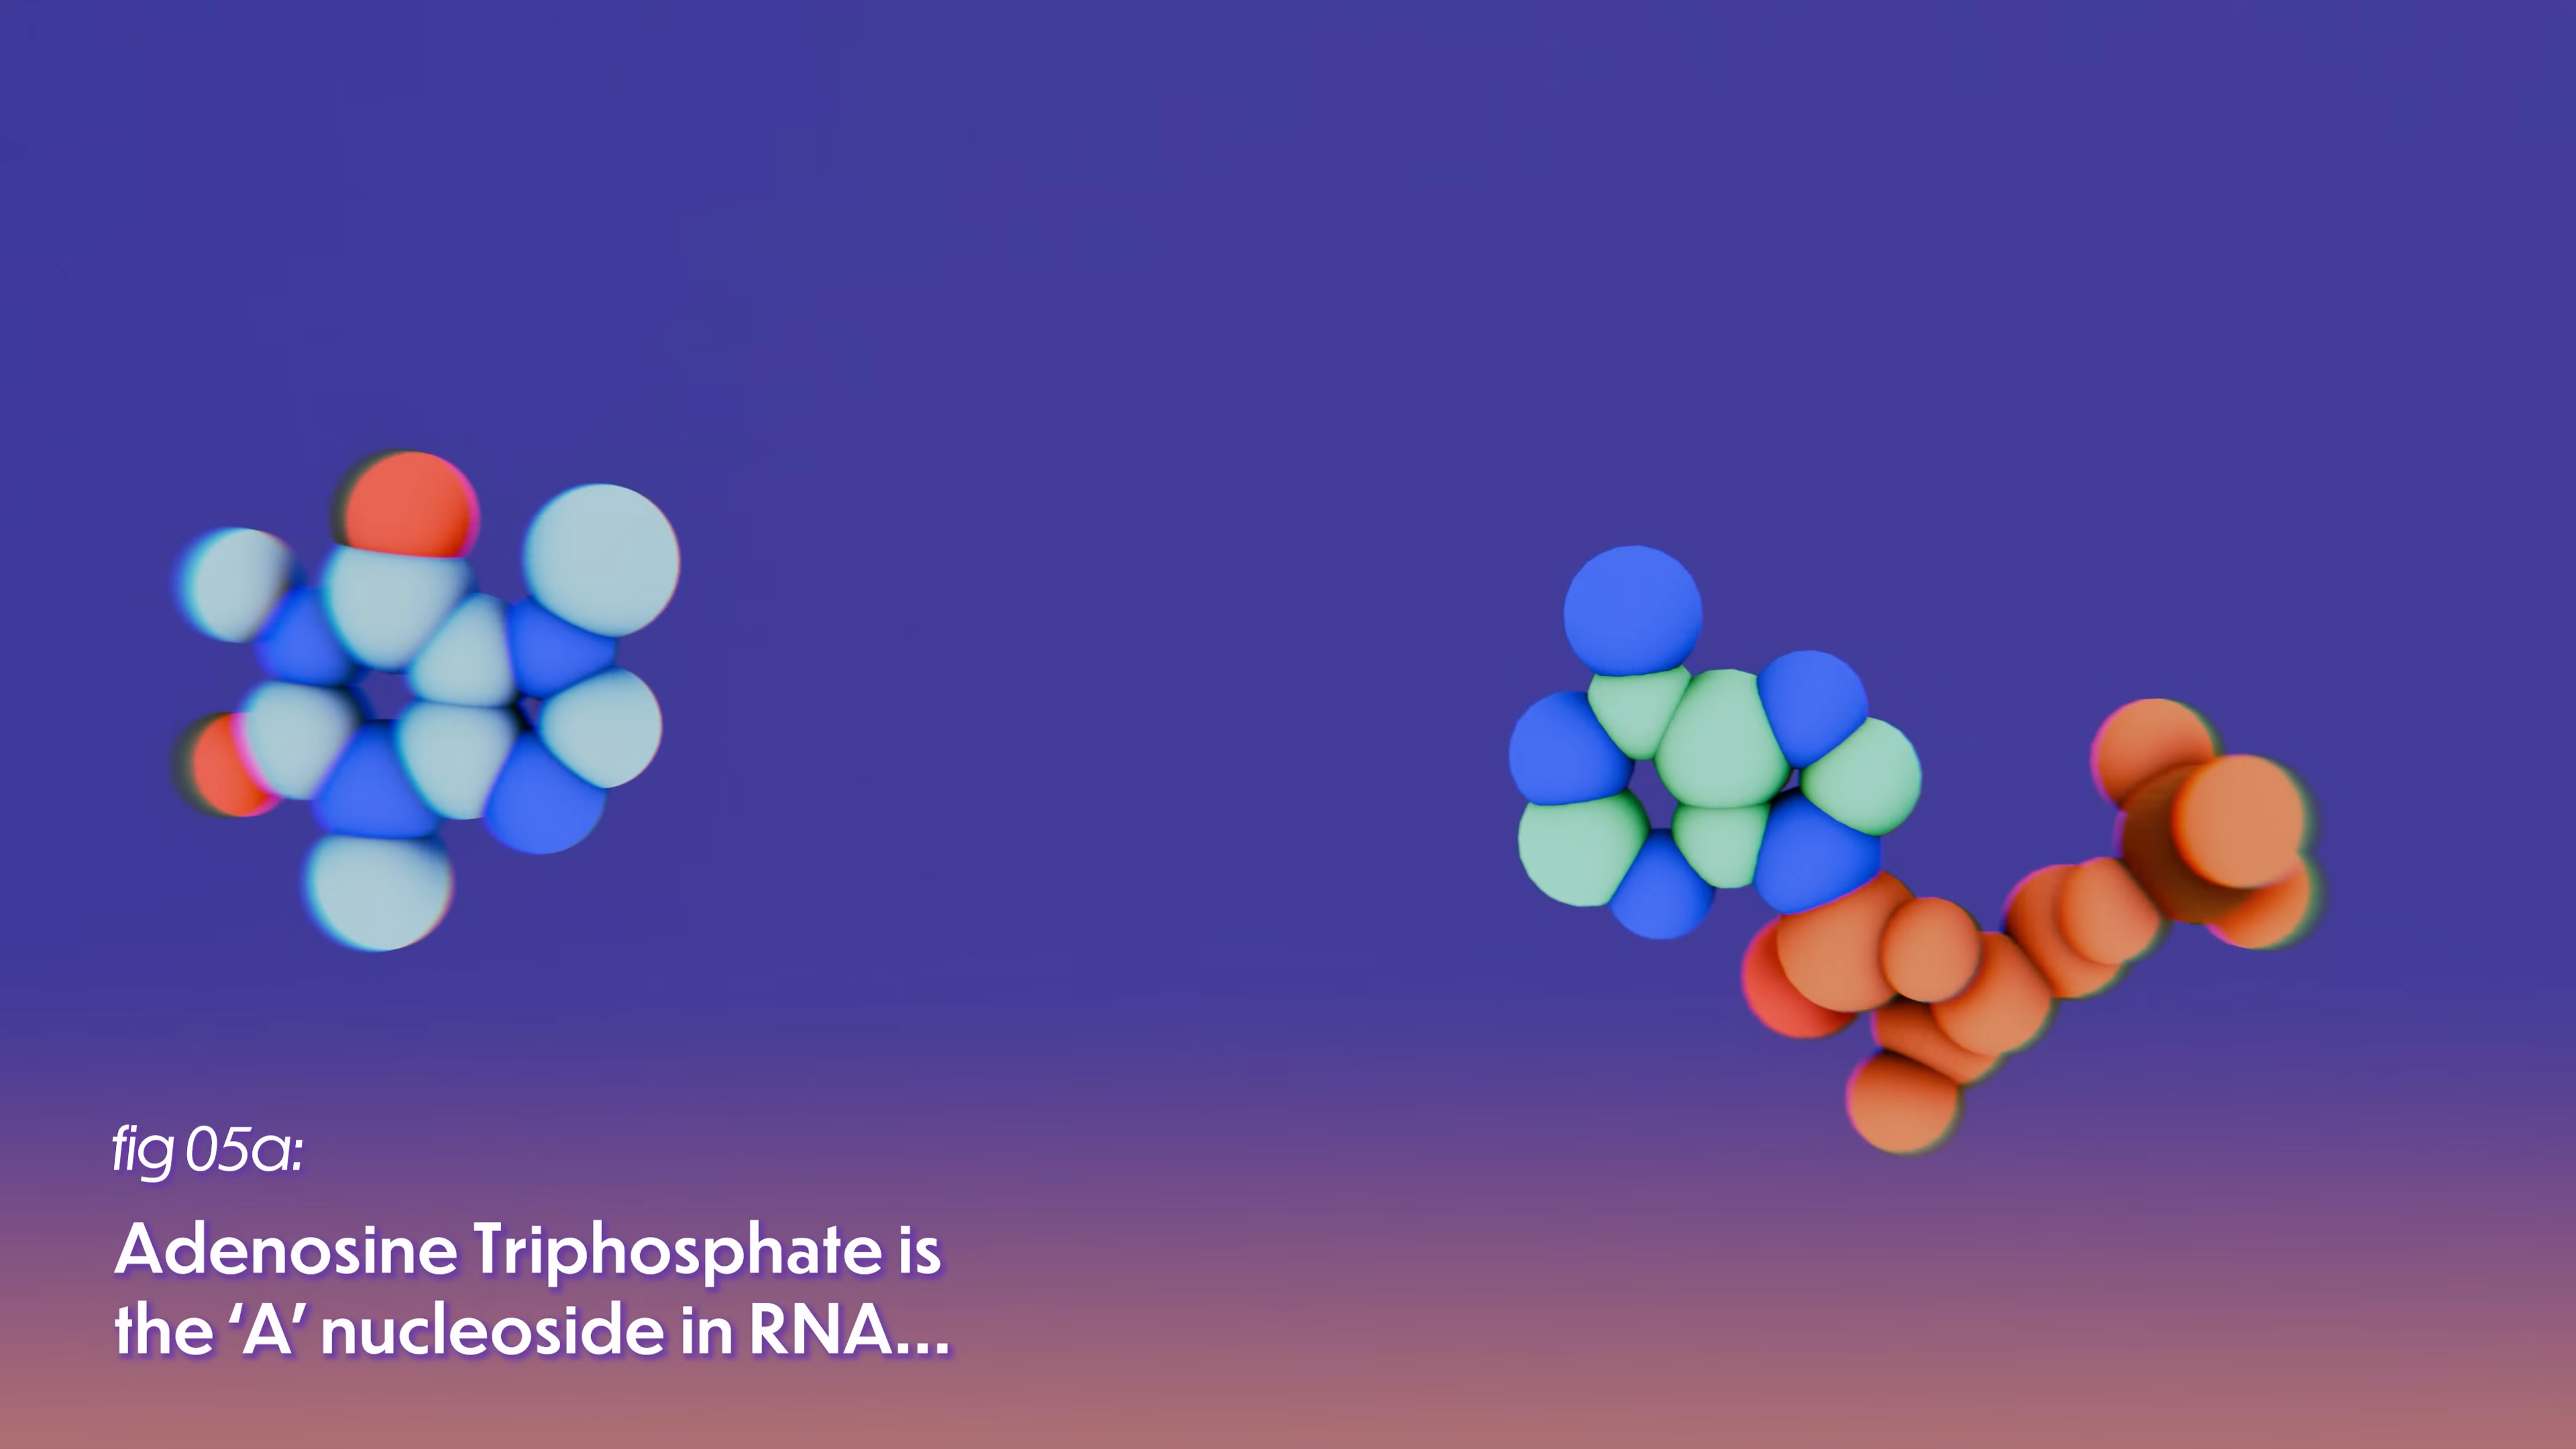 fig 05a:
Adenosine Triphosphate is
the ‘A’ nucleoside in RNA...